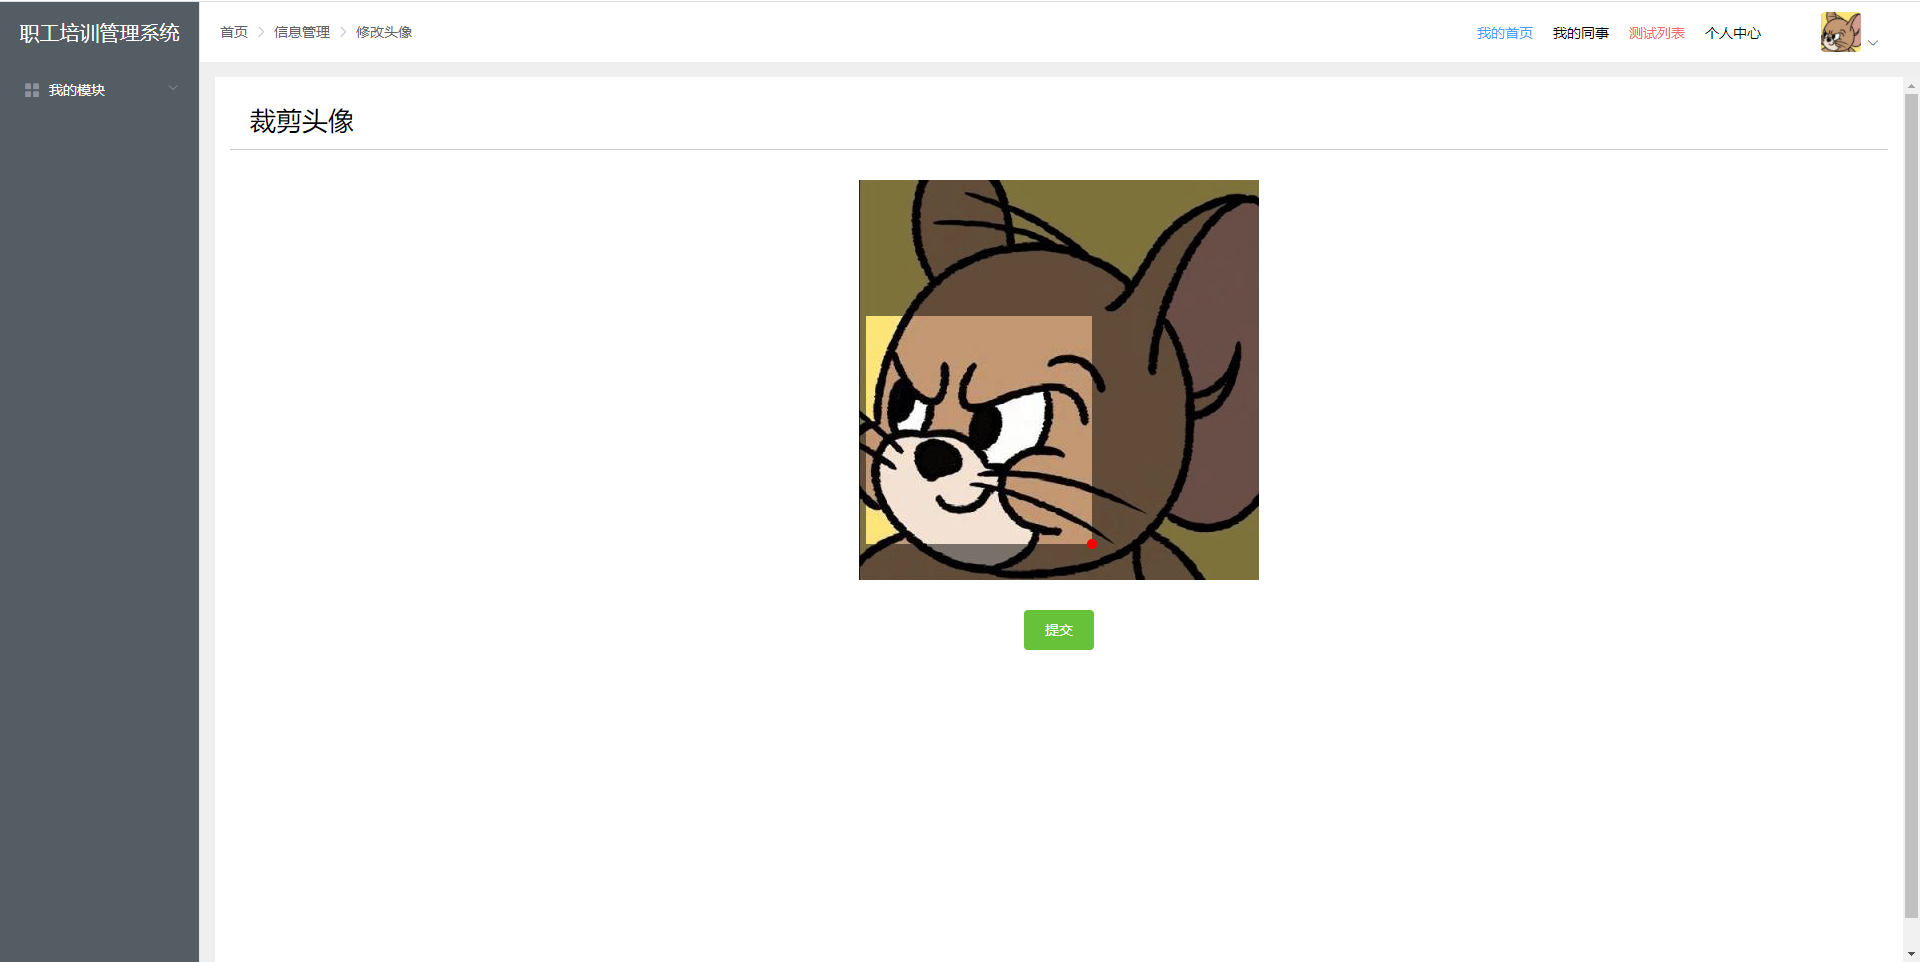 职工培训管理系统
首页 > 信息管理 > 修改头像
我的首页 我的同事 测试列表 个人中心
我的模块
裁剪头像
提交